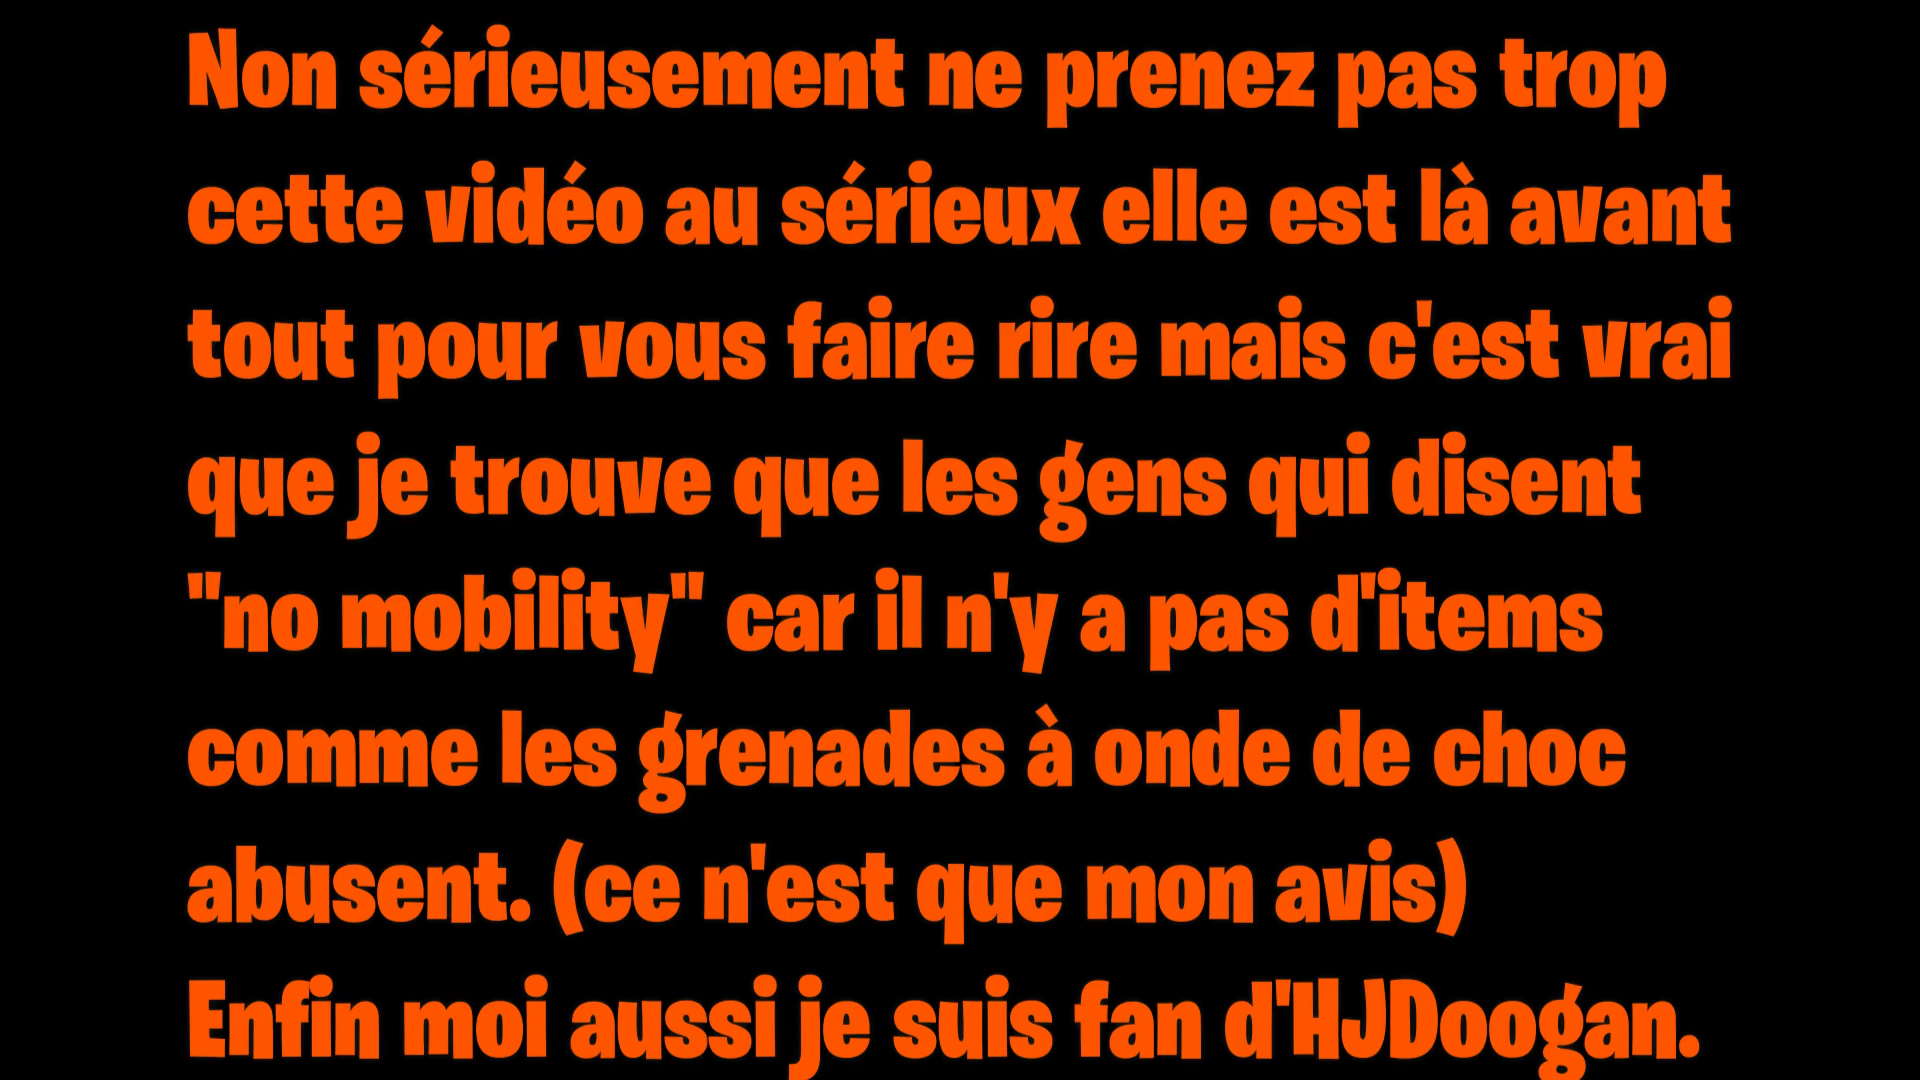 Non sérieusement ne prenez pas trop
cette vidéo au sérieux elle est là avant
tout pour vous faire rire mais c'est vrai
que je trouve que les gens qui disent
"no mobility" car il n'y a pas d'items
comme les grenades à onde de choc
abusent. (ce n'est que mon avis)
Enfin moi aussi je suis fan d'HJDoogan.